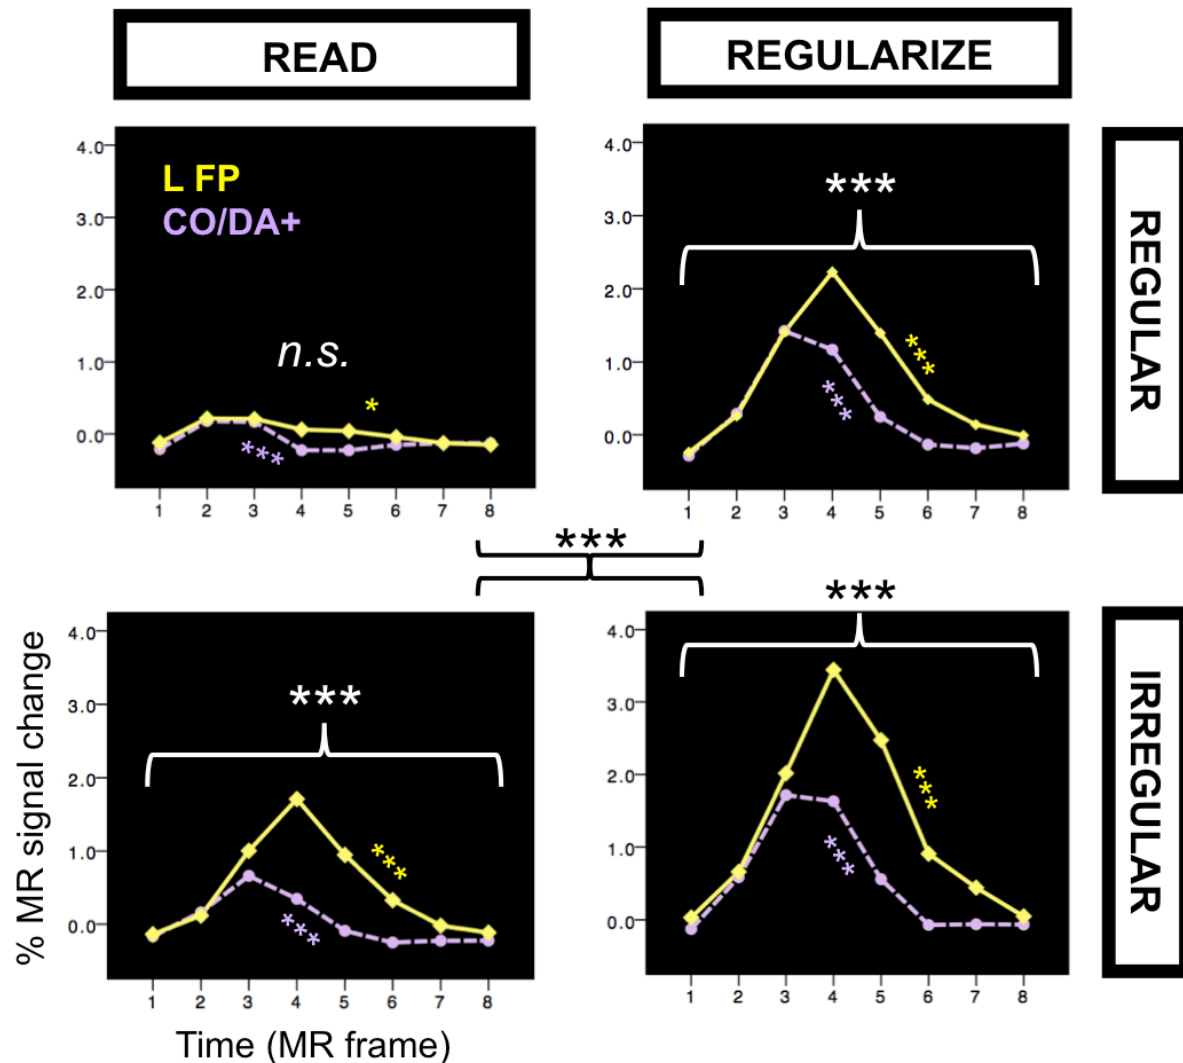 READ
REGULARIZE
4.0
3.0
2.0
1.0
0.0
L FP
CO/DA+
n.s.
*
***
1 2 3 4 5 6 7 8
4.0
3.0
2.0
1.0
0.0
***
***
***
1 2 3 4 5 6 7 8
REGULAR
***
% MR signal change
4.0
3.0
2.0
1.0
0.0
***
***
***
1 2 3 4 5 6 7 8
Time (MR frame)
***
4.0
3.0
2.0
1.0
0.0
***
***
1 2 3 4 5 6 7 8
IRREGULAR